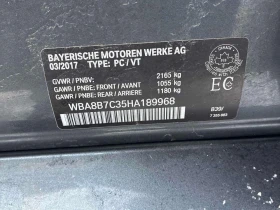 BAYERISCHE MOTOREN WERKE AG
03/2017 TYPE: PC / VT
GVWR / PNBV: 2165 kg
GAWR / PNBE: FRONT / AVANT 1055 kg
GAWR / PNBE: REAR / ARRIERE 1180 kg
WBA8B7C35HA189968
EC
B39/